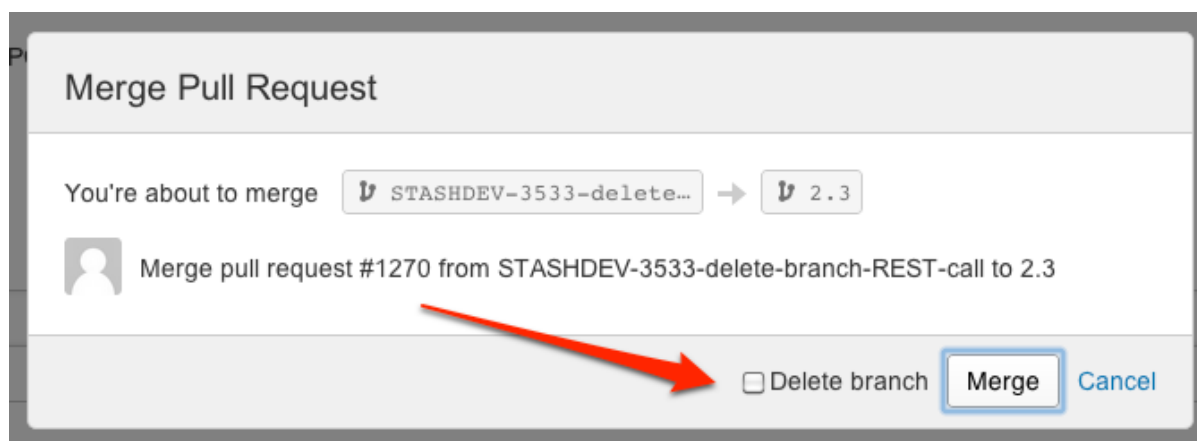 Merge Pull Request
You're about to merge STASHDEV-3533-delete… 2.3
Merge pull request #1270 from STASHDEV-3533-delete-branch-REST-call to 2.3
Delete branch Merge Cancel